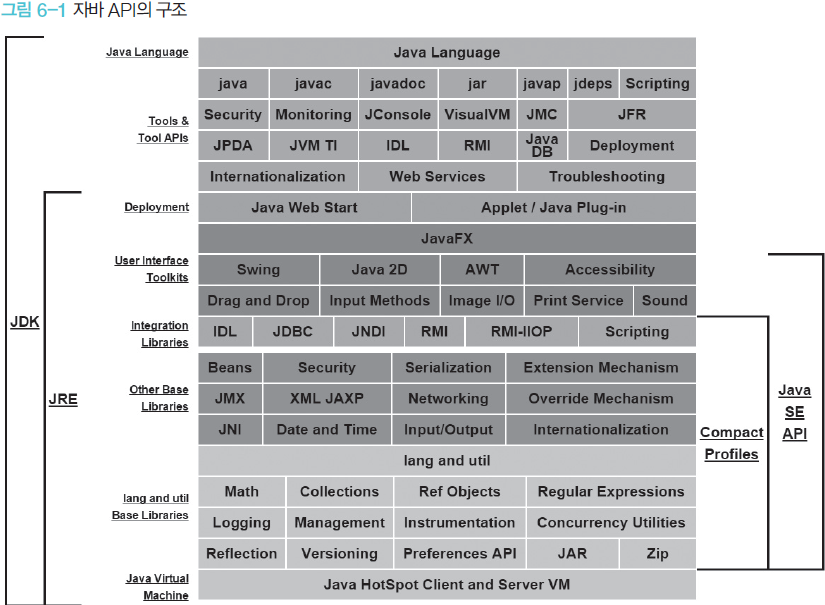 그림 6-1 자바 API의 구조
Java Language
Java Language
java javac javadoc jar javap jdeps Scripting
Tools &
Tool APIs
Security Monitoring JConsole VisualVM JMC JFR
JPDA JVM TI IDL RMI Java DB Deployment
Internationalization Web Services Troubleshooting
Deployment
Java Web Start Applet / Java Plug-in
JavaFX
User Interface
Toolkits
Swing Java 2D AWT Accessibility
Drag and Drop Input Methods Image I/O Print Service Sound
Integration
Libraries
IDL JDBC JNDI RMI RMI-IIOP Scripting
Other Base
Libraries
Beans Security Serialization Extension Mechanism
JMX XML JAXP Networking Override Mechanism
JNI Date and Time Input/Output Internationalization
lang and util
lang and util
Base Libraries
Math Collections Ref Objects Regular Expressions
Logging Management Instrumentation Concurrency Utilities
Reflection Versioning Preferences API JAR Zip
Java Virtual
Machine
Java HotSpot Client and Server VM
JDK
JRE
Compact
Profiles
Java
SE
API